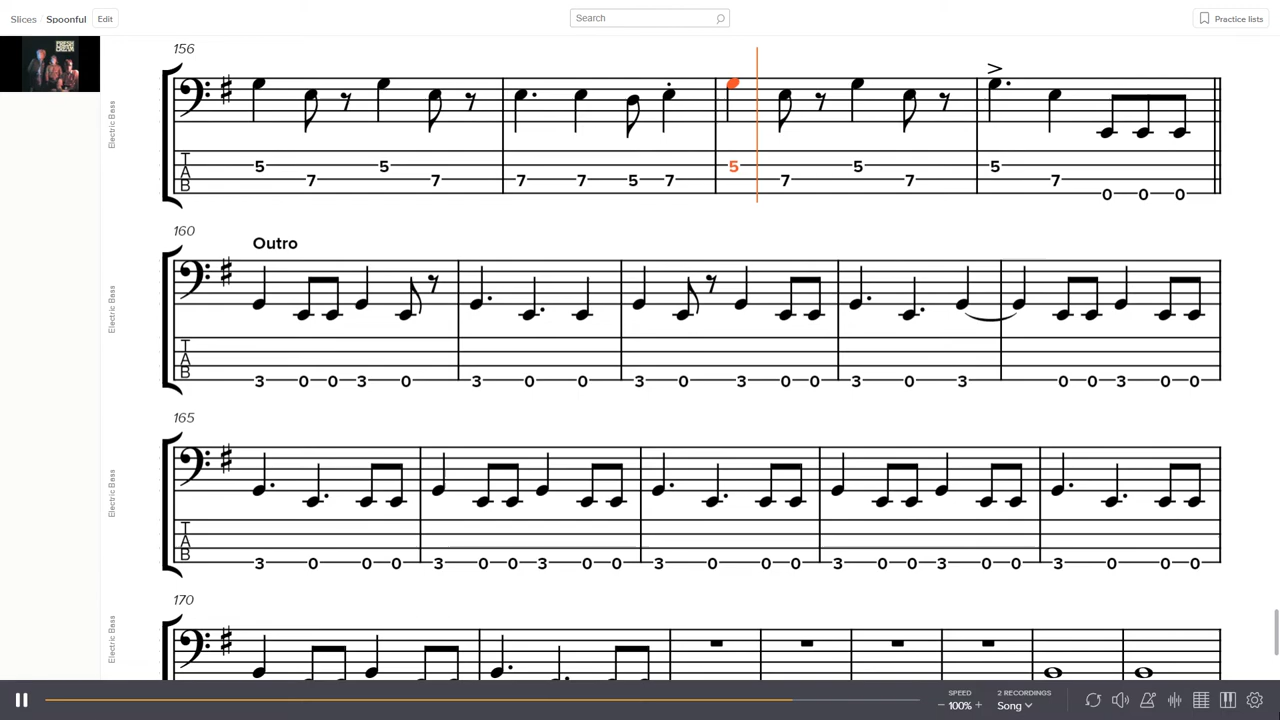 Slices / Spoonful Edit
Search
Practice lists
FRESH CREAM
156
Electric Bass
5 7 5 7 7 7 5 7 5 7 5 7 5 7 0 0 0
160
Outro
Electric Bass
3 0 0 3 0 3 0 0 3 0 3 0 0 3 0 3 0 0 3 0 0
165
Electric Bass
3 0 0 0 3 0 0 3 0 0 3 0 0 0 3 0 0 3 0 0 3 0 0 0
170
Electric Bass
SPEED
− 100% +
2 RECORDINGS
Song